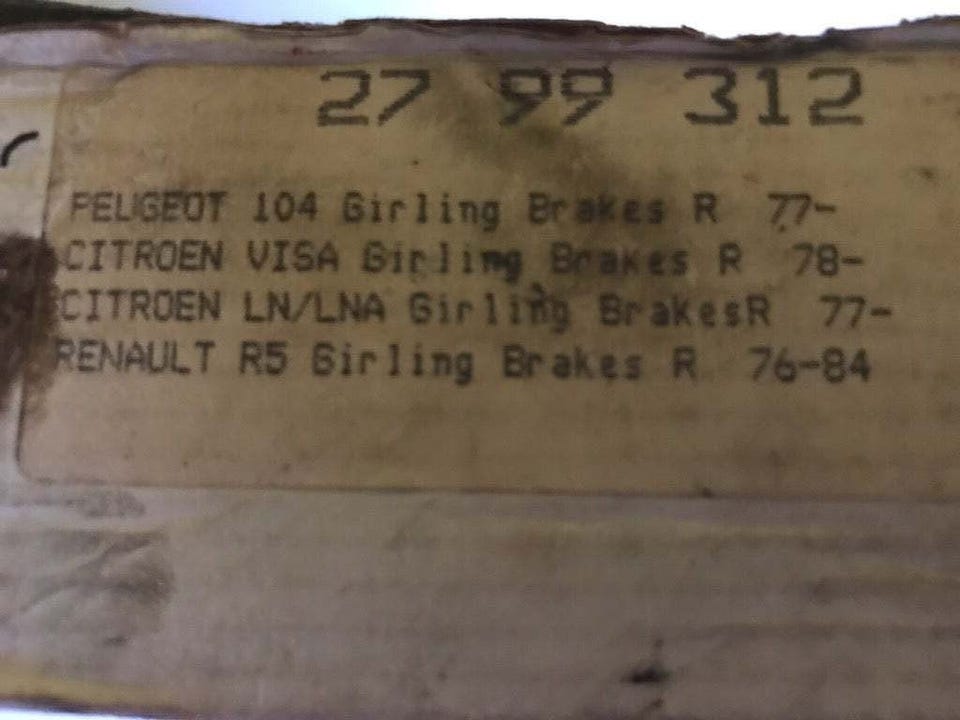 27 99 312
PEUGEOT 104 Girling Brakes R 77-
CITROEN VISA Girling Brakes R 78-
CITROEN LN/LNA Girling BrakesR 77-
RENAULT R5 Girling Brakes R 76-84